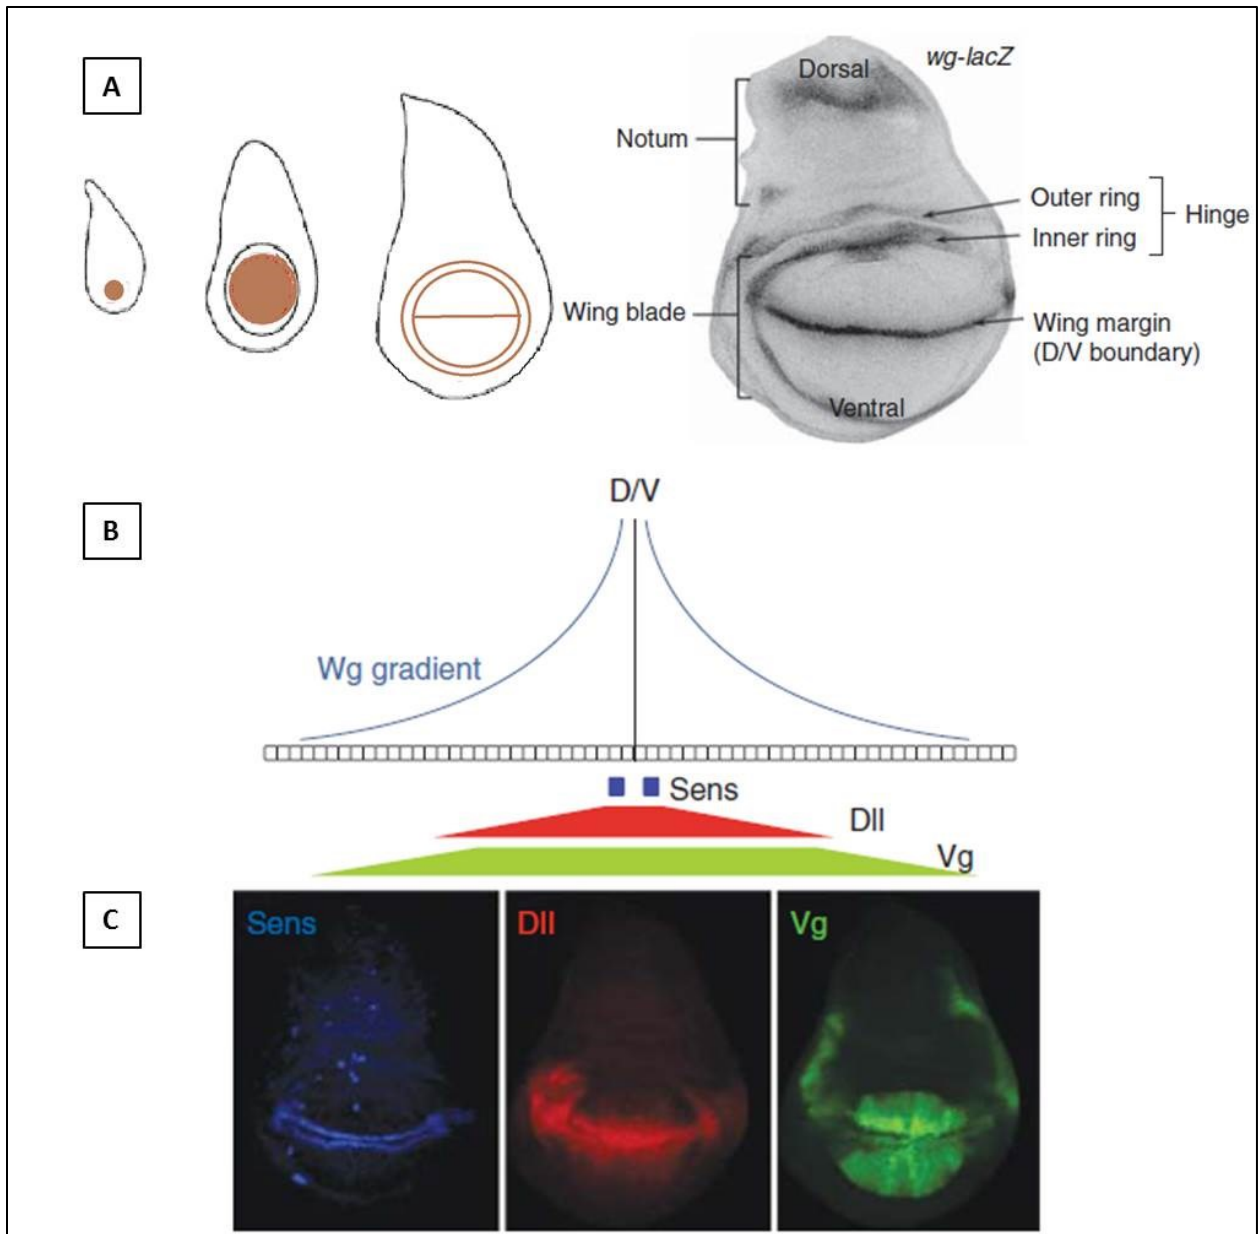 A
wg-lacZ
Dorsal
Notum
Outer ring
Inner ring
Hinge
Wing blade
Wing margin
(D/V boundary)
Ventral
B
D/V
Wg gradient
Sens
Dll
Vg
C
Sens
Dll
Vg